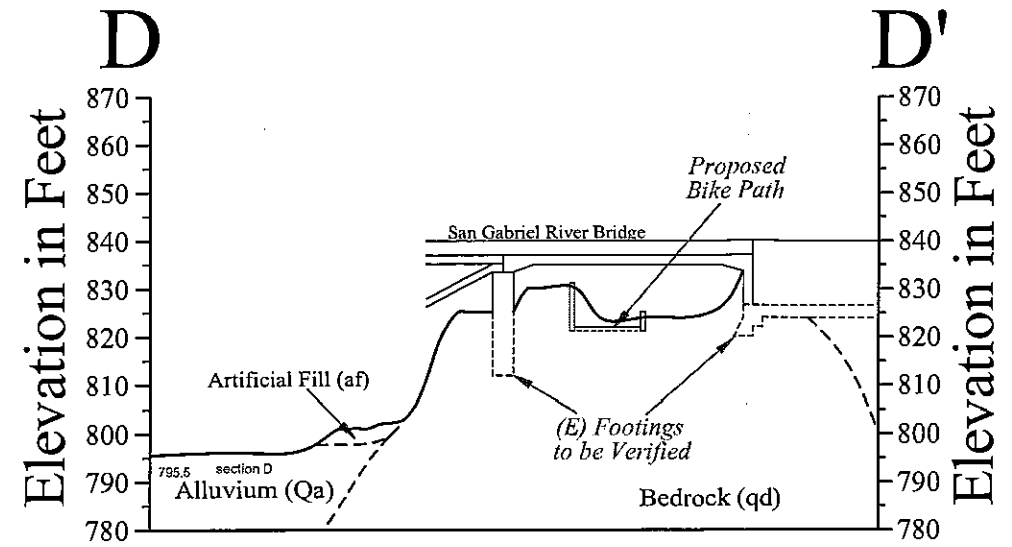 D
D'
Elevation in Feet
870
860
850
840
830
820
810
800
790
780
Proposed
Bike Path
San Gabriel River Bridge
Artificial Fill (af)
(E) Footings
to be Verified
795.5
section D
Alluvium (Qa)
Bedrock (qd)
870
860
850
840
830
820
810
800
790
780
Elevation in Feet